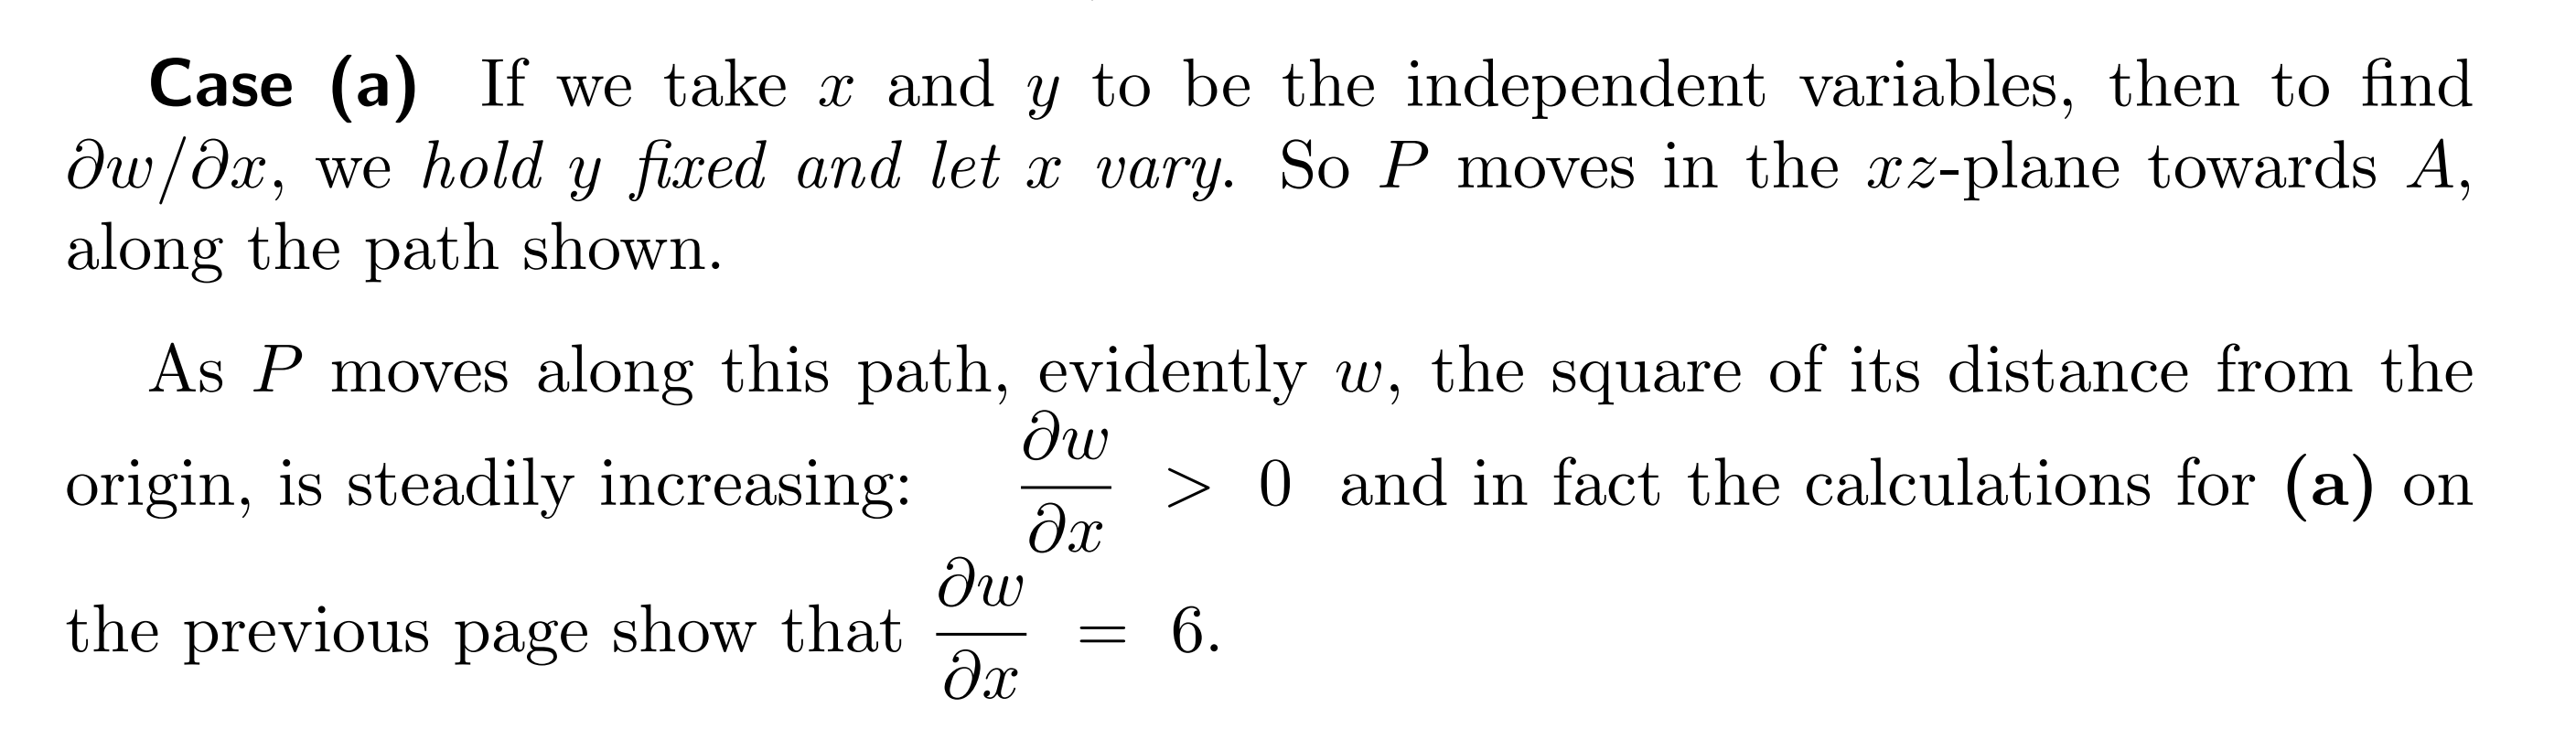 Case (a) If we take x and y to be the independent variables, then to find
∂w/∂x, we hold y fixed and let x vary. So P moves in the xz-plane towards A,
along the path shown.
As P moves along this path, evidently w, the square of its distance from the
origin, is steadily increasing: ∂w/∂x > 0 and in fact the calculations for (a) on
the previous page show that ∂w/∂x = 6.